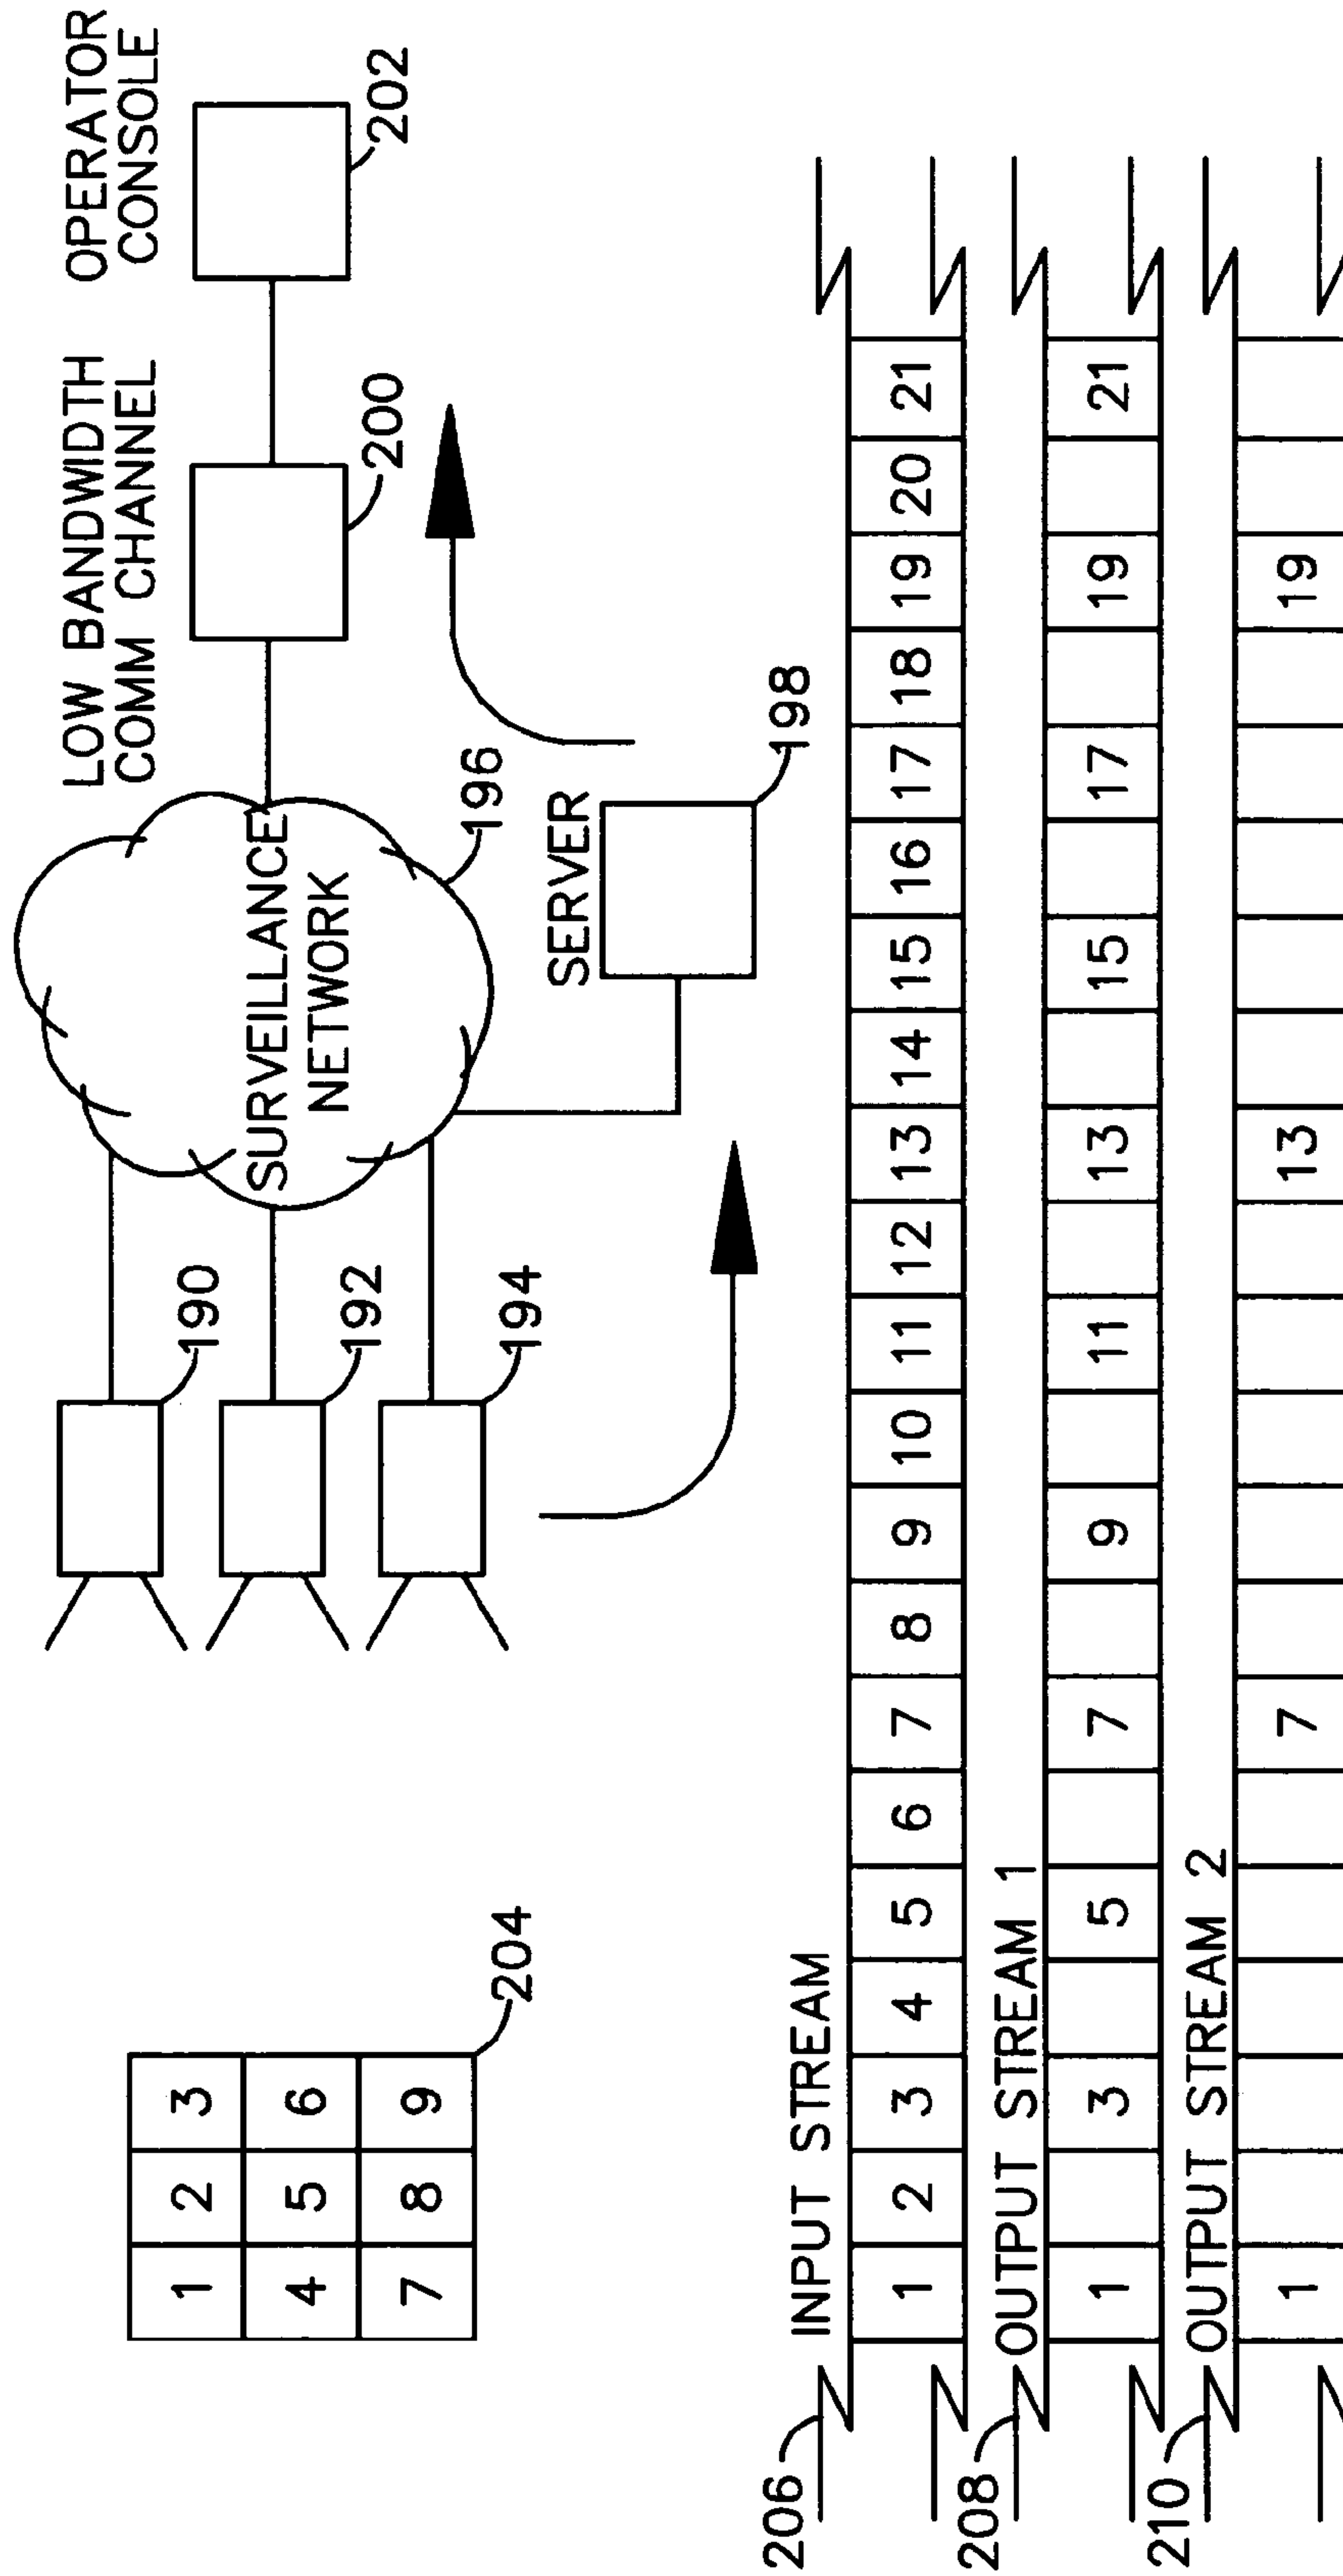 LOW BANDWIDTH
COMM CHANNEL
OPERATOR
CONSOLE
200
202
SURVEILLANCE
NETWORK
196
190
192
194
SERVER
198
1 2 3
4 5 6
7 8 9
204
206
INPUT STREAM
1 2 3 4 5 6 7 8 9 10 11 12 13 14 15 16 17 18 19 20 21
208
OUTPUT STREAM 1
1 3 5 7 9 11 13 15 17 19 21
210
OUTPUT STREAM 2
1 7 13 19